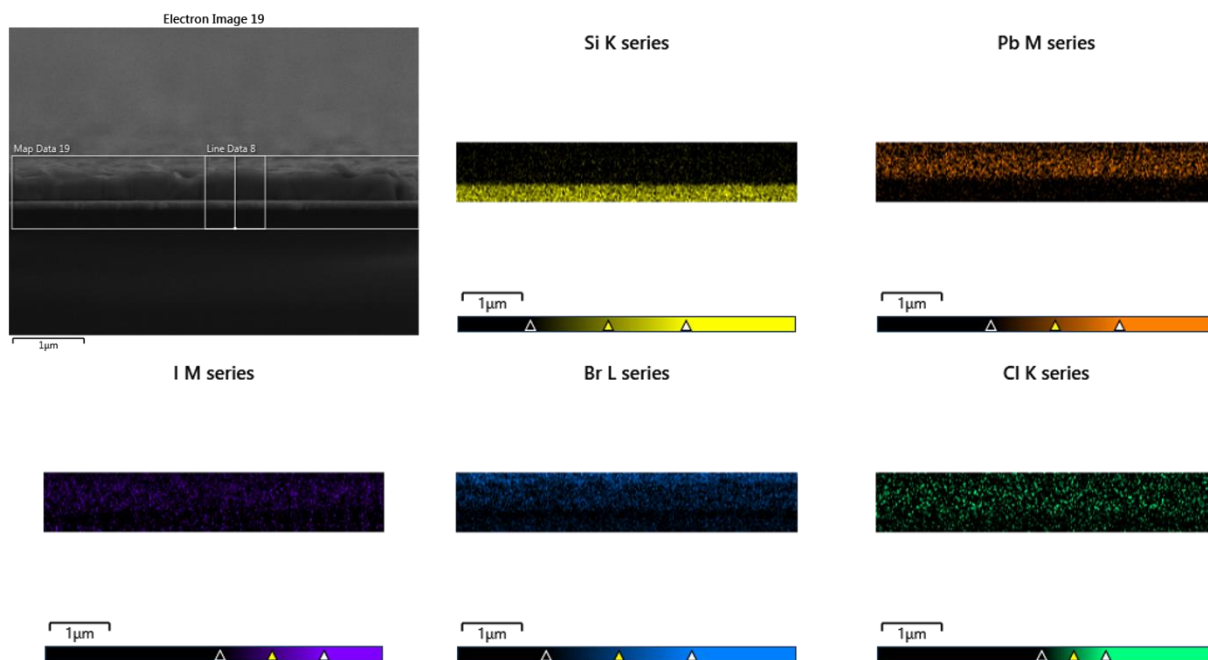 Electron Image 19
Map Data 19
Line Data 8
1μm
Si K series
1μm
Pb M series
1μm
I M series
1μm
Br L series
1μm
Cl K series
1μm